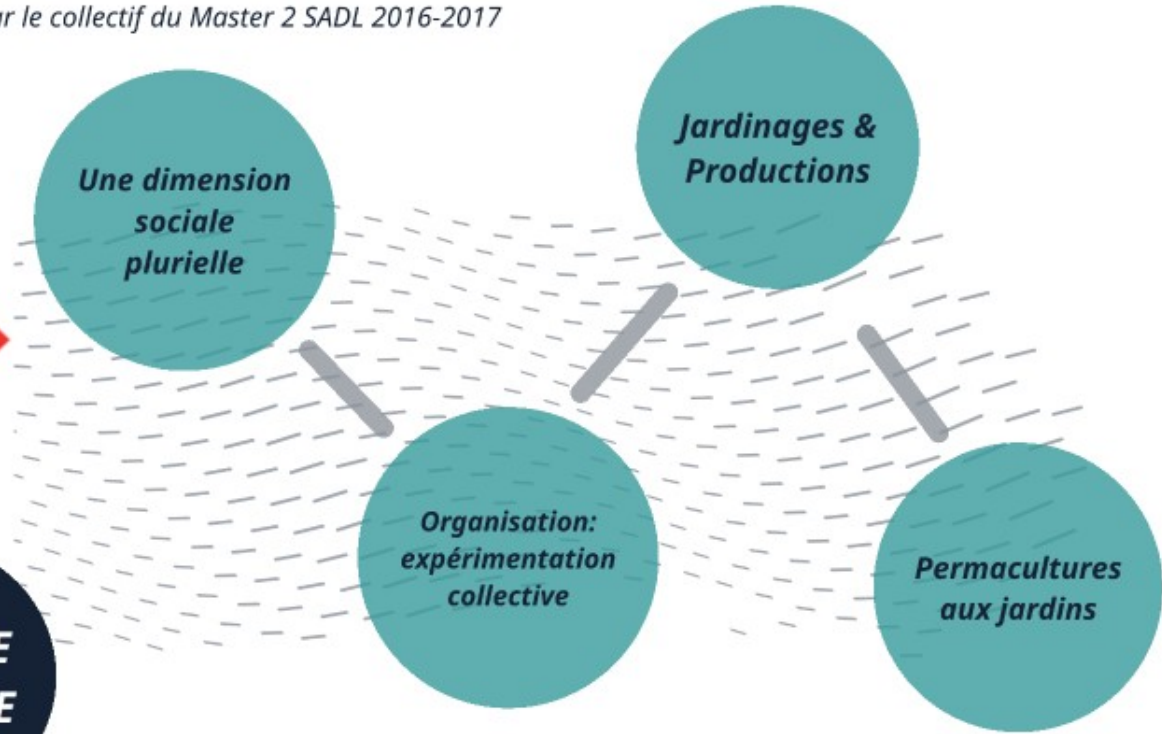 le collectif du Master 2 SADL 2016-2017
Une dimension
sociale
plurielle
Jardinages &
Productions
Organisation:
expérimentation
collective
Permacultures
aux jardins
E
E